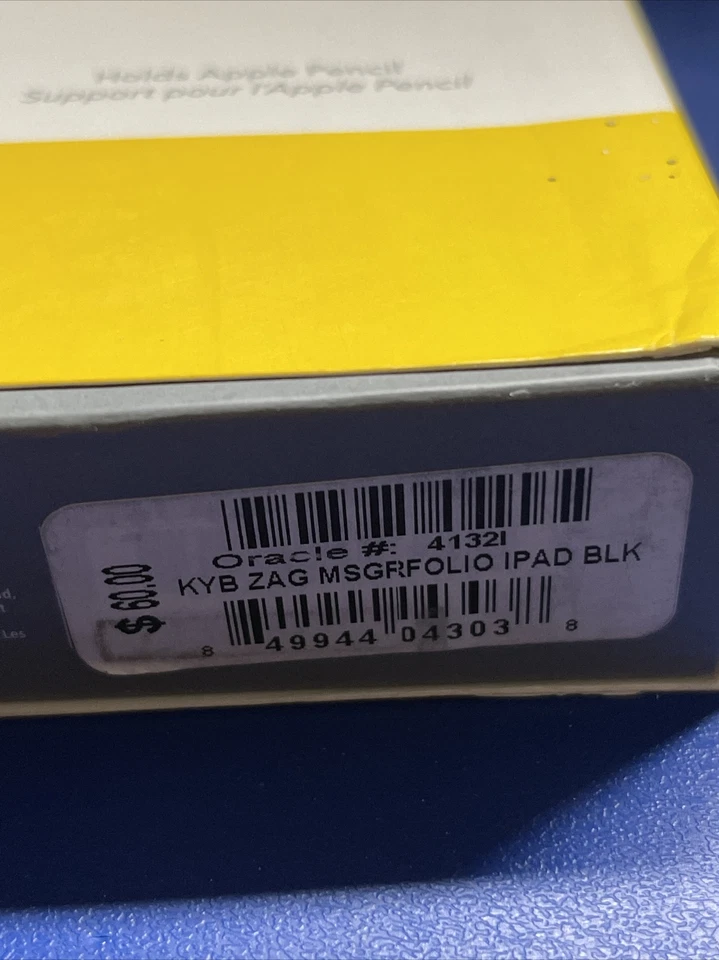 Holds Apple Pencil
Support pour l'Apple Pencil
Oracle #: 4132I
KYB ZAG MSGRFOLIO IPAD BLK
$ 60.00
8 49944 04303 8
d,
Les